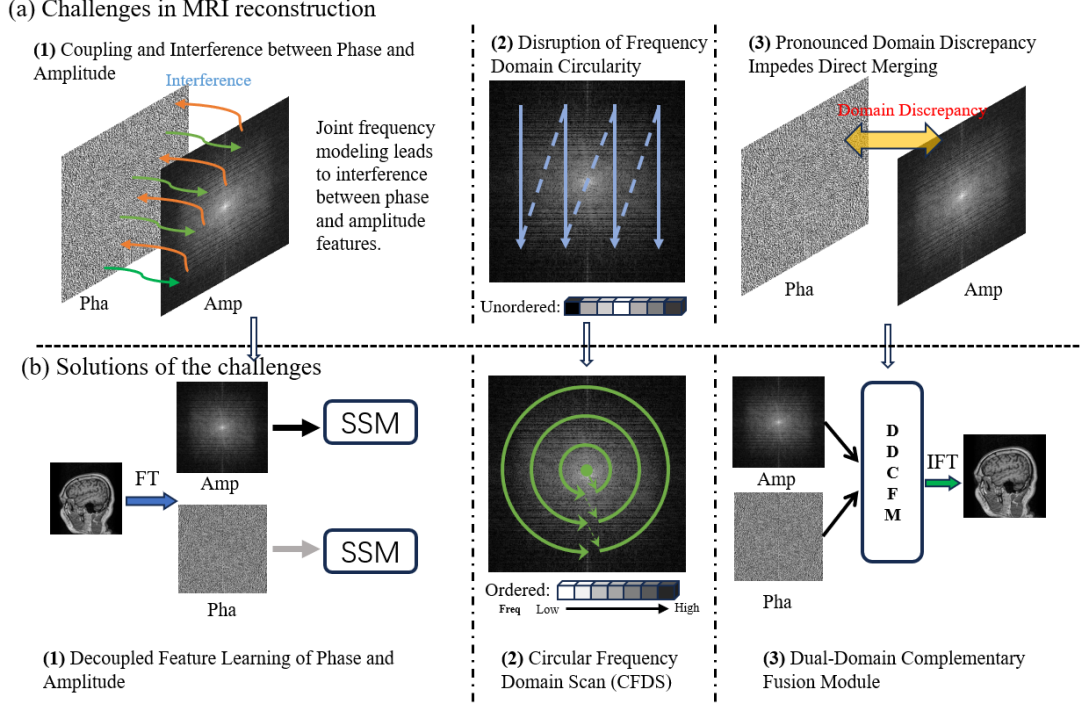 (a) Challenges in MRI reconstruction
(1) Coupling and Interference between Phase and
Amplitude
Interference
Joint frequency
modeling leads
to interference
between phase
and amplitude
features.
Pha
Amp
(2) Disruption of Frequency
Domain Circularity
Unordered:
(3) Pronounced Domain Discrepancy
Impedes Direct Merging
Domain Discrepancy
Pha
Amp
(b) Solutions of the challenges
FT
Amp
SSM
Pha
SSM
(1) Decoupled Feature Learning of Phase and
Amplitude
Ordered:
Freq Low High
(2) Circular Frequency
Domain Scan (CFDS)
Amp
Pha
D
D
C
F
M
IFT
(3) Dual-Domain Complementary
Fusion Module